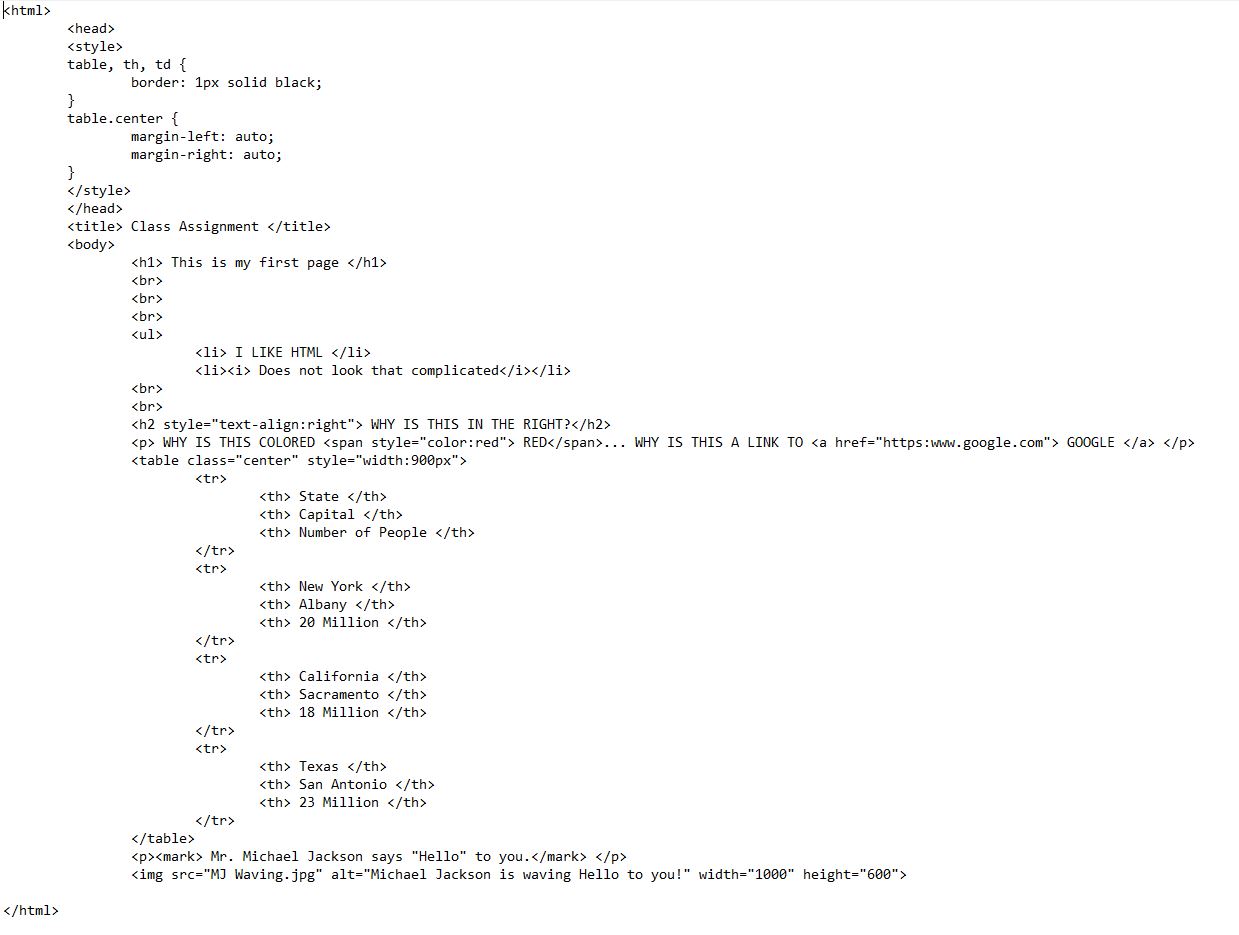 <html>
<head>
<style>
table, th, td {
border: 1px solid black;
}
table.center {
margin-left: auto;
margin-right: auto;
}
</style>
</head>
<title> Class Assignment </title>
<body>
<h1> This is my first page </h1>
<br>
<br>
<br>
<ul>
<li> I LIKE HTML </li>
<li><i> Does not look that complicated</i></li>
<br>
<br>
<h2 style="text-align:right"> WHY IS THIS IN THE RIGHT?</h2>
<p> WHY IS THIS COLORED <span style="color:red"> RED</span>... WHY IS THIS A LINK TO <a href="https:www.google.com"> GOOGLE </a> </p>
<table class="center" style="width:900px">
<tr>
<th> State </th>
<th> Capital </th>
<th> Number of People </th>
</tr>
<tr>
<th> New York </th>
<th> Albany </th>
<th> 20 Million </th>
</tr>
<tr>
<th> California </th>
<th> Sacramento </th>
<th> 18 Million </th>
</tr>
<tr>
<th> Texas </th>
<th> San Antonio </th>
<th> 23 Million </th>
</tr>
</table>
<p><mark> Mr. Michael Jackson says "Hello" to you.</mark> </p>
<img src="MJ Waving.jpg" alt="Michael Jackson is waving Hello to you!" width="1000" height="600">
</html>